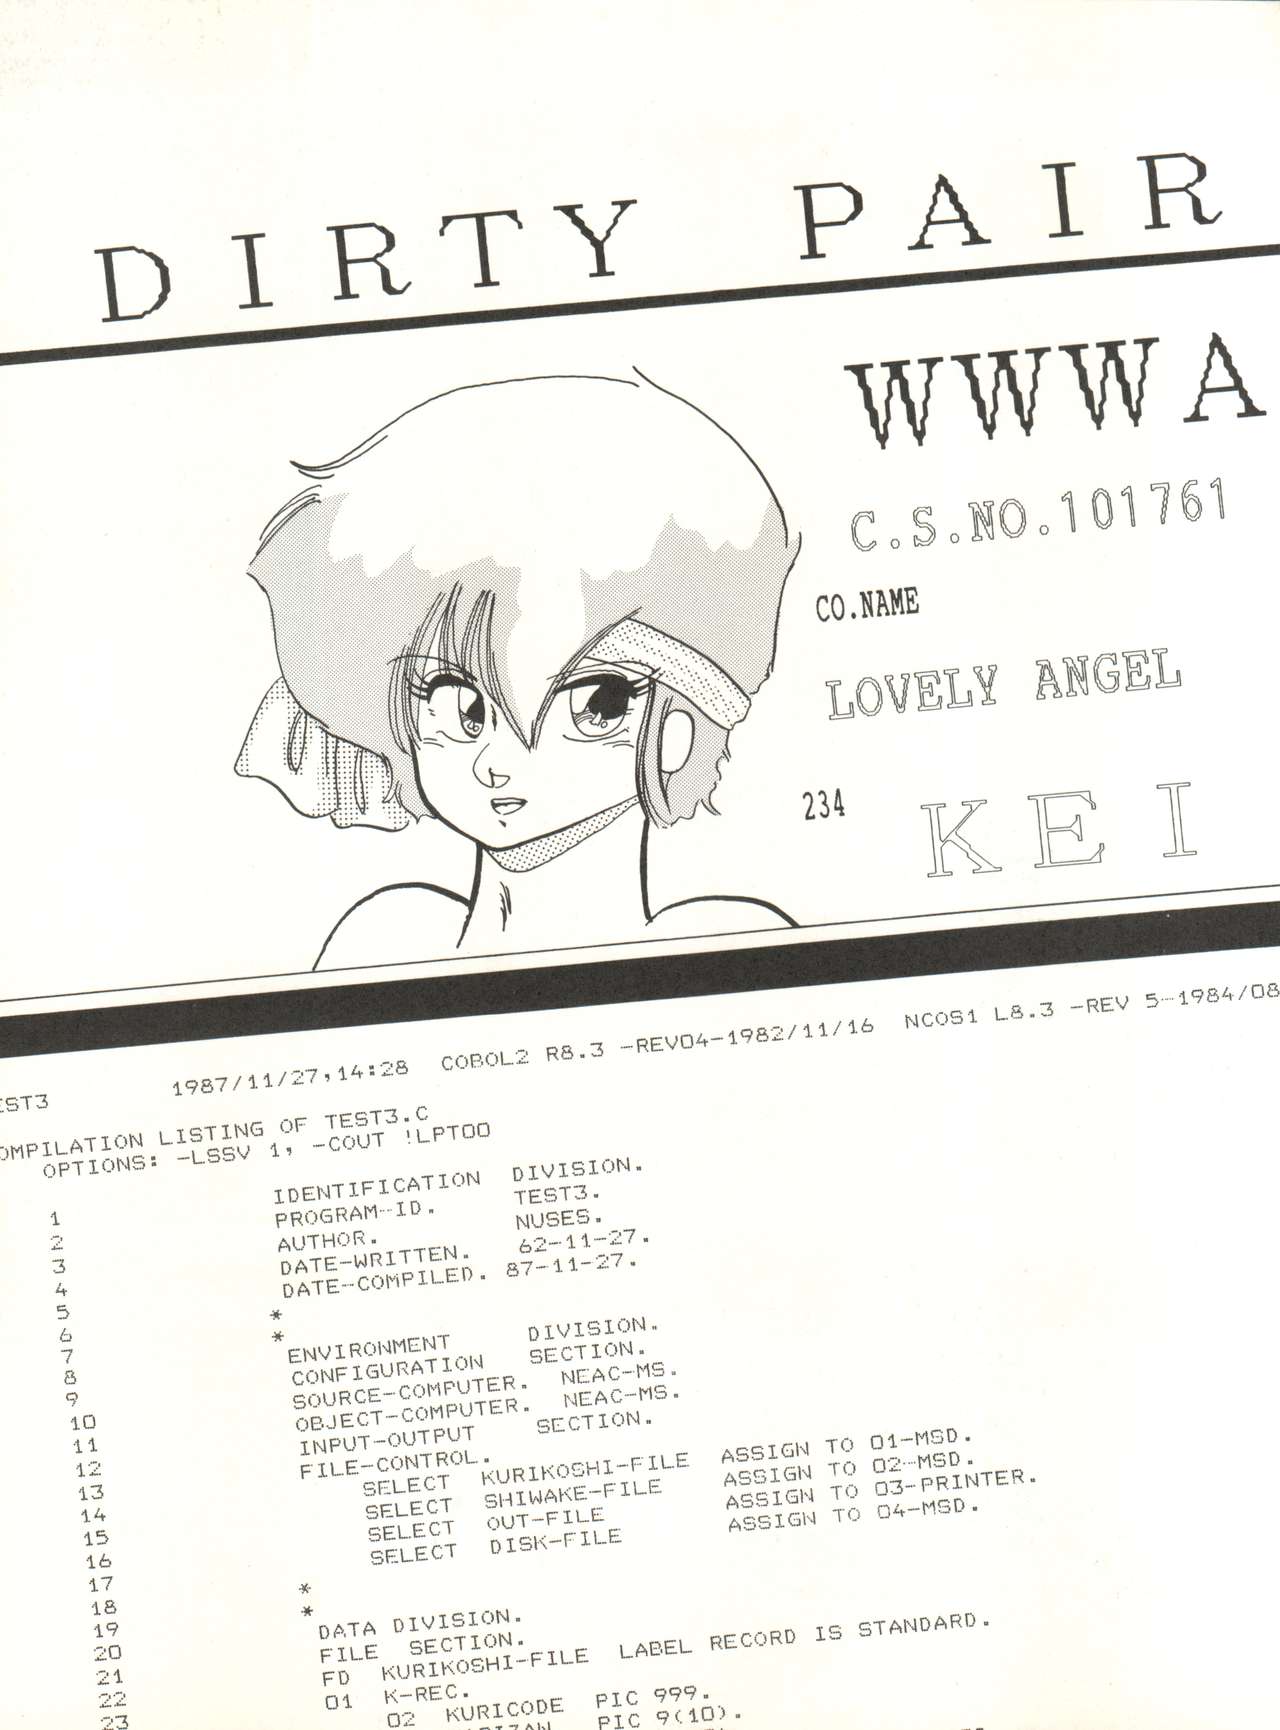 DIRTY PAIR
WWWA
C.S.NO.101761
CO.NAME
LOVELY ANGEL
234 KEI
1987/11/27,14:28 COBOL2 R8.3 -REV04-1982/11/16 NCOS1 L8.3 -REV 5-1984/08
EST3
OMPILATION LISTING OF TEST3.C
OPTIONS: -LSSV 1, -COUT !LPT00
1 IDENTIFICATION DIVISION.
2 PROGRAM-ID. TEST3.
3 AUTHOR. NUSES.
4 DATE-WRITTEN. 62-11-27.
5 DATE-COMPILED. 87-11-27.
6 *
7 *
8 ENVIRONMENT DIVISION.
9 CONFIGURATION SECTION.
10 SOURCE-COMPUTER. NEAC-MS.
11 OBJECT-COMPUTER. NEAC-MS.
12 INPUT-OUTPUT SECTION.
13 FILE-CONTROL.
14 SELECT KURIKOSHI-FILE ASSIGN TO 01-MSD.
15 SELECT SHIWAKE-FILE ASSIGN TO 02-MSD.
16 SELECT OUT-FILE ASSIGN TO 03-PRINTER.
17 SELECT DISK-FILE ASSIGN TO 04-MSD.
18 *
19 *
20 DATA DIVISION.
21 FILE SECTION.
22 FD KURIKOSHI-FILE LABEL RECORD IS STANDARD.
23 01 K-REC.
02 KURICODE PIC 999.
PIC 9(10).